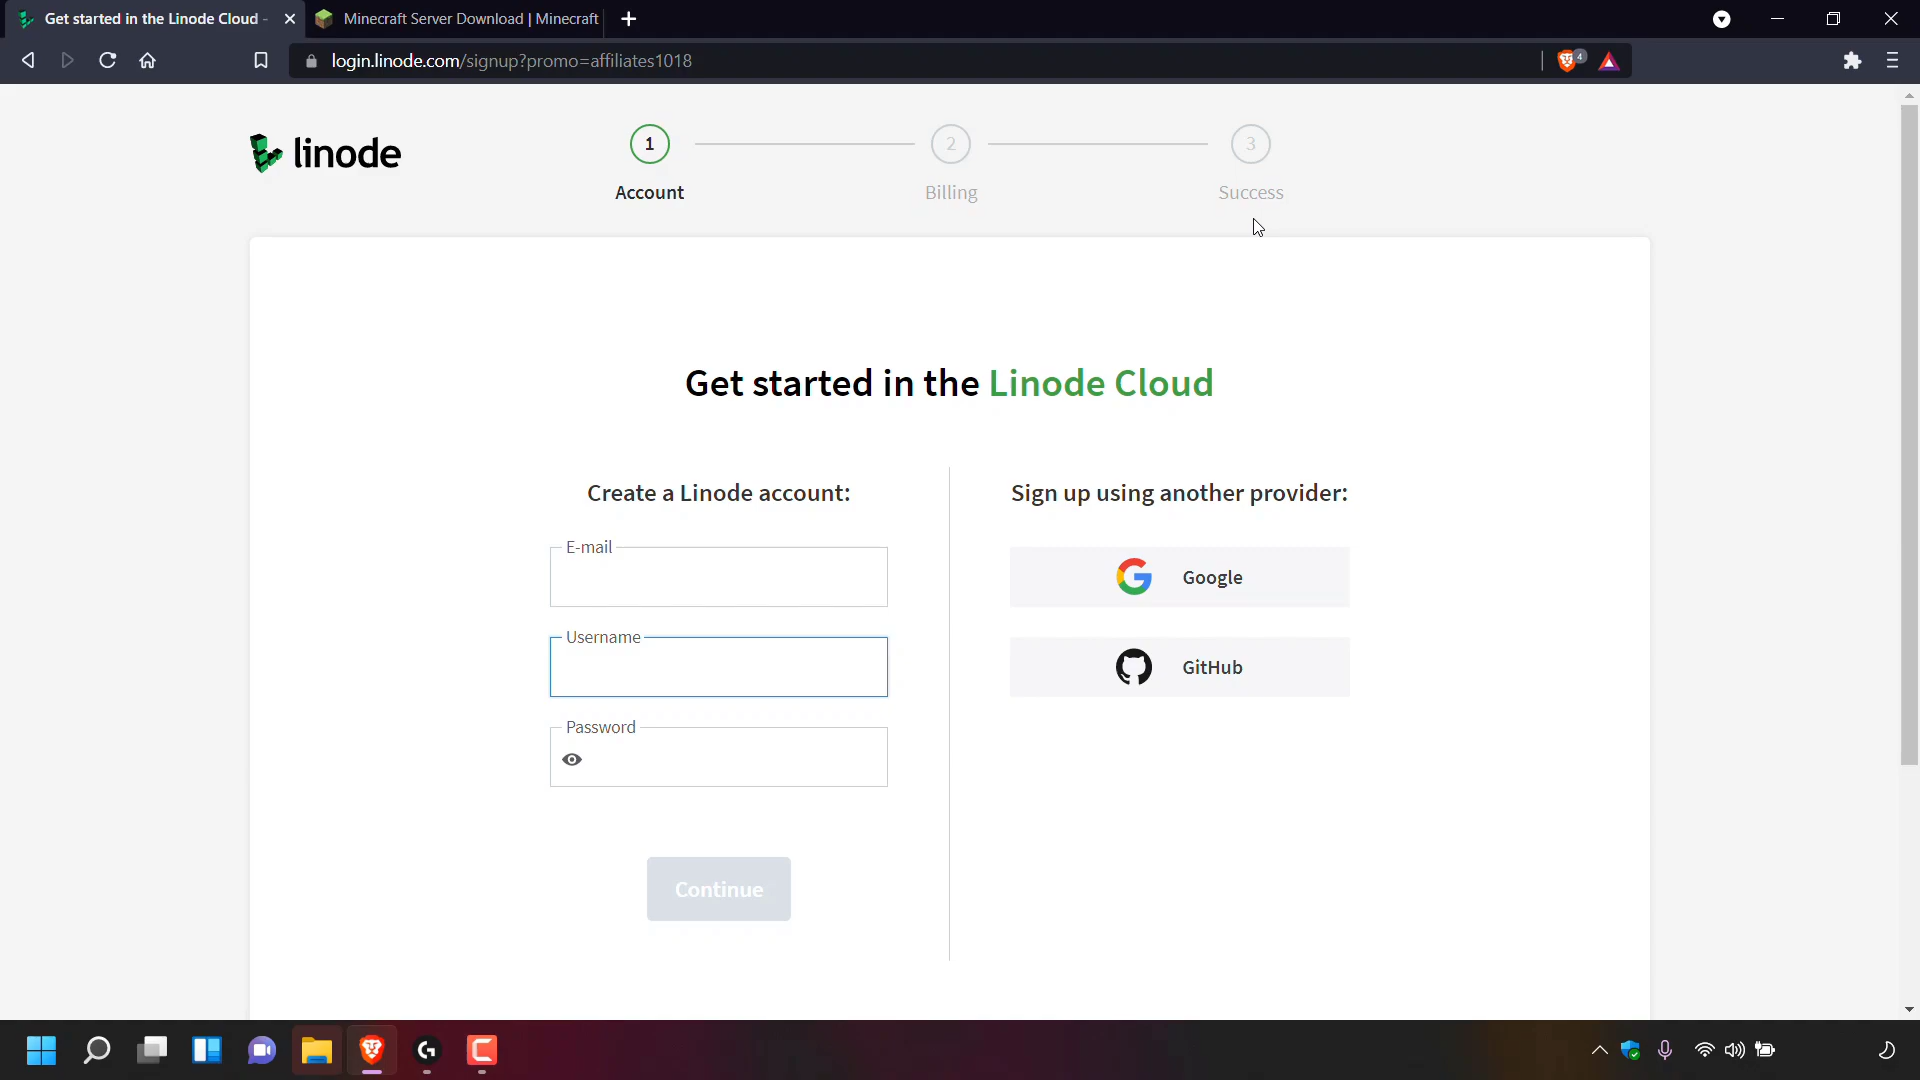 Get started in the Linode Cloud -
Minecraft Server Download | Minecraft
login.linode.com/signup?promo=affiliates1018
4
linode
1
2
3
Account
Billing
Success
Get started in the Linode Cloud
Create a Linode account:
Sign up using another provider:
E-mail
Google
Username
GitHub
Password
Continue